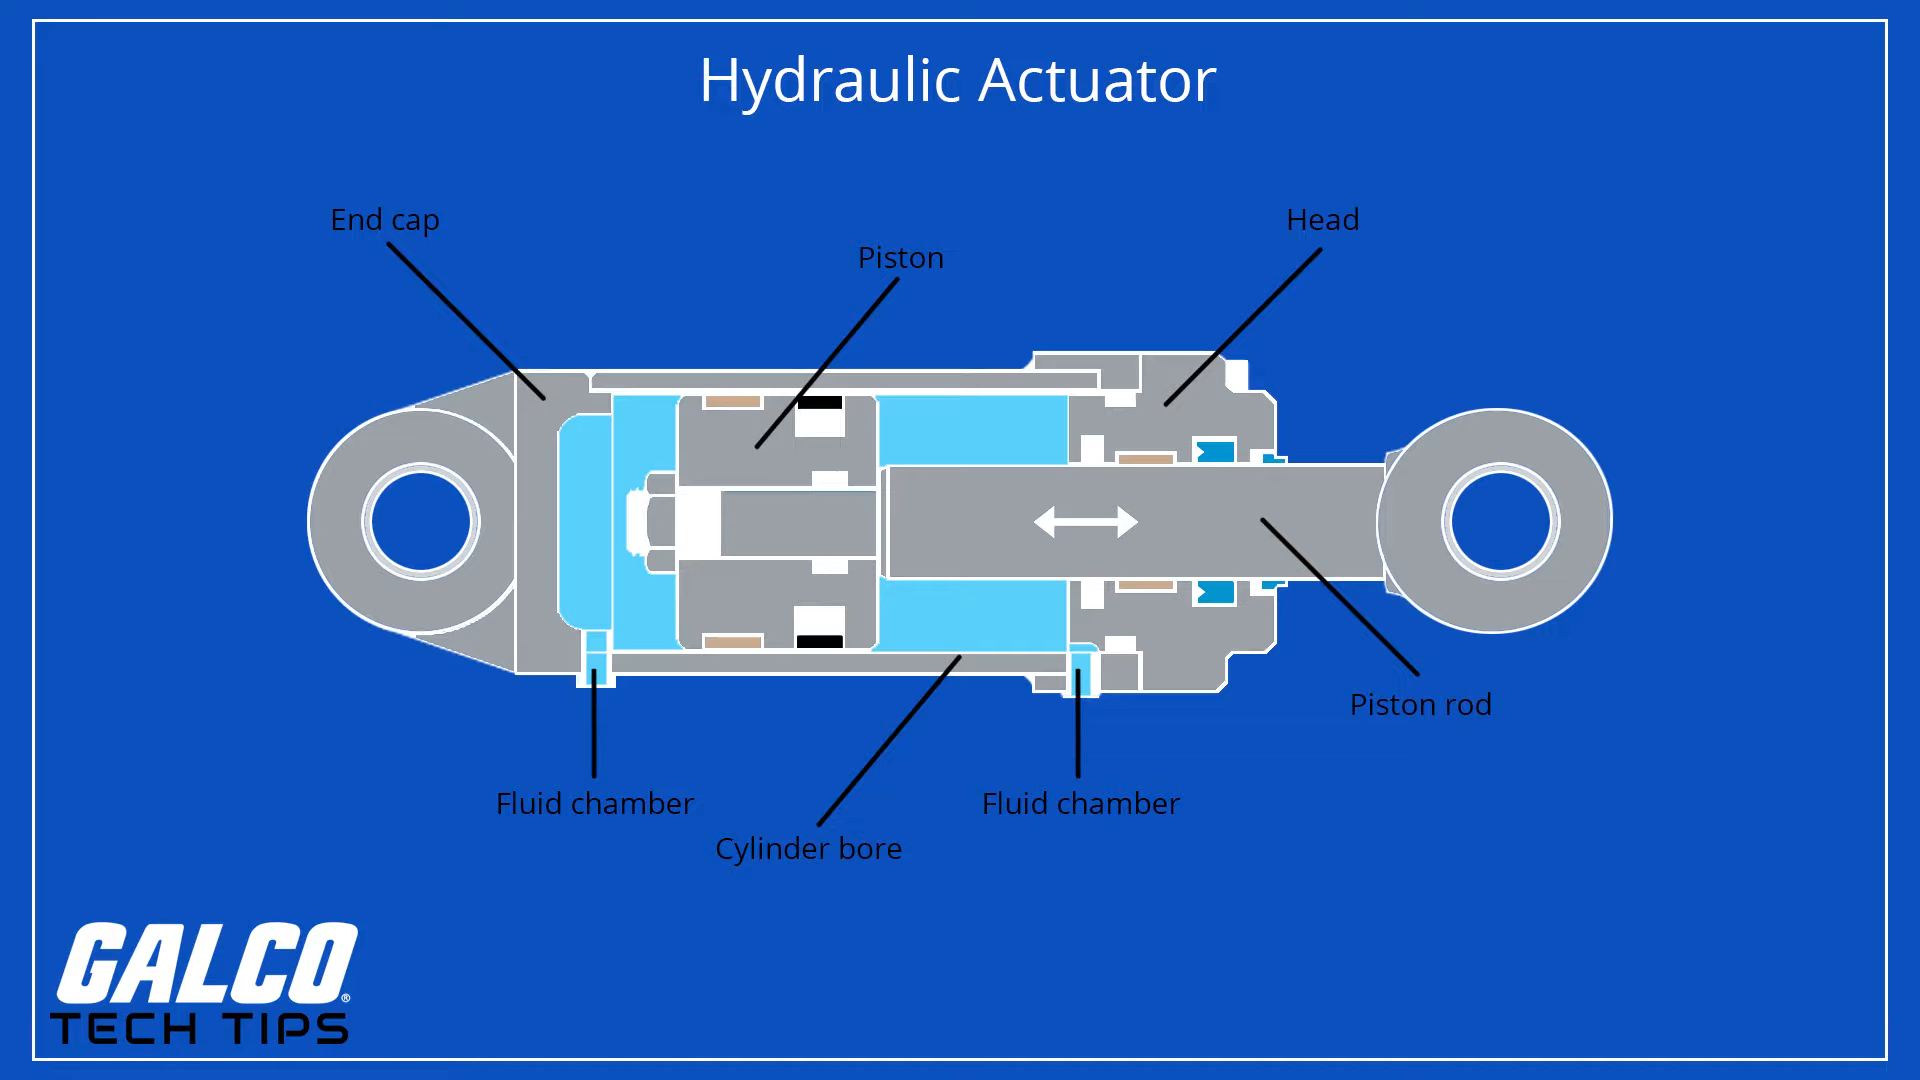 Hydraulic Actuator
End cap
Head
Piston
Piston rod
Fluid chamber
Fluid chamber
Cylinder bore
GALCO®
TECH TIPS